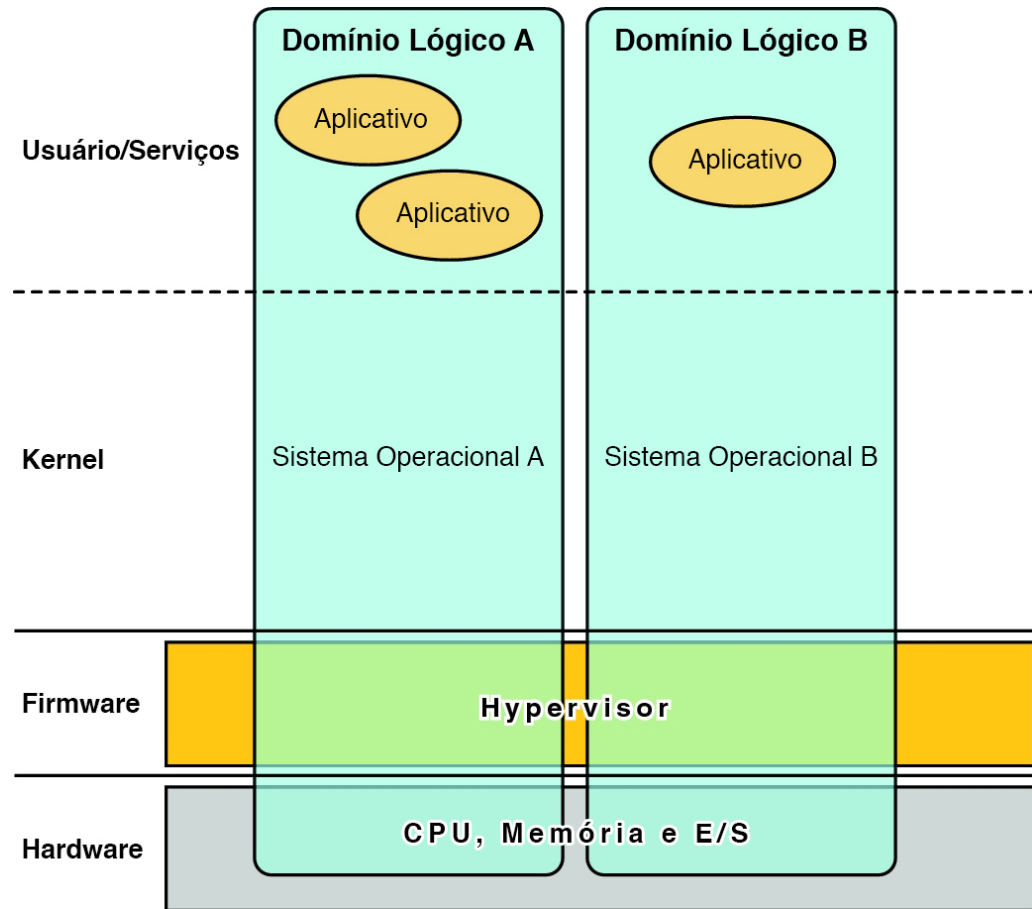 Domínio Lógico A
Domínio Lógico B
Aplicativo
Usuário/Serviços
Aplicativo
Aplicativo
Kernel
Sistema Operacional A
Sistema Operacional B
Firmware
Hypervisor
Hardware
CPU, Memória e E/S